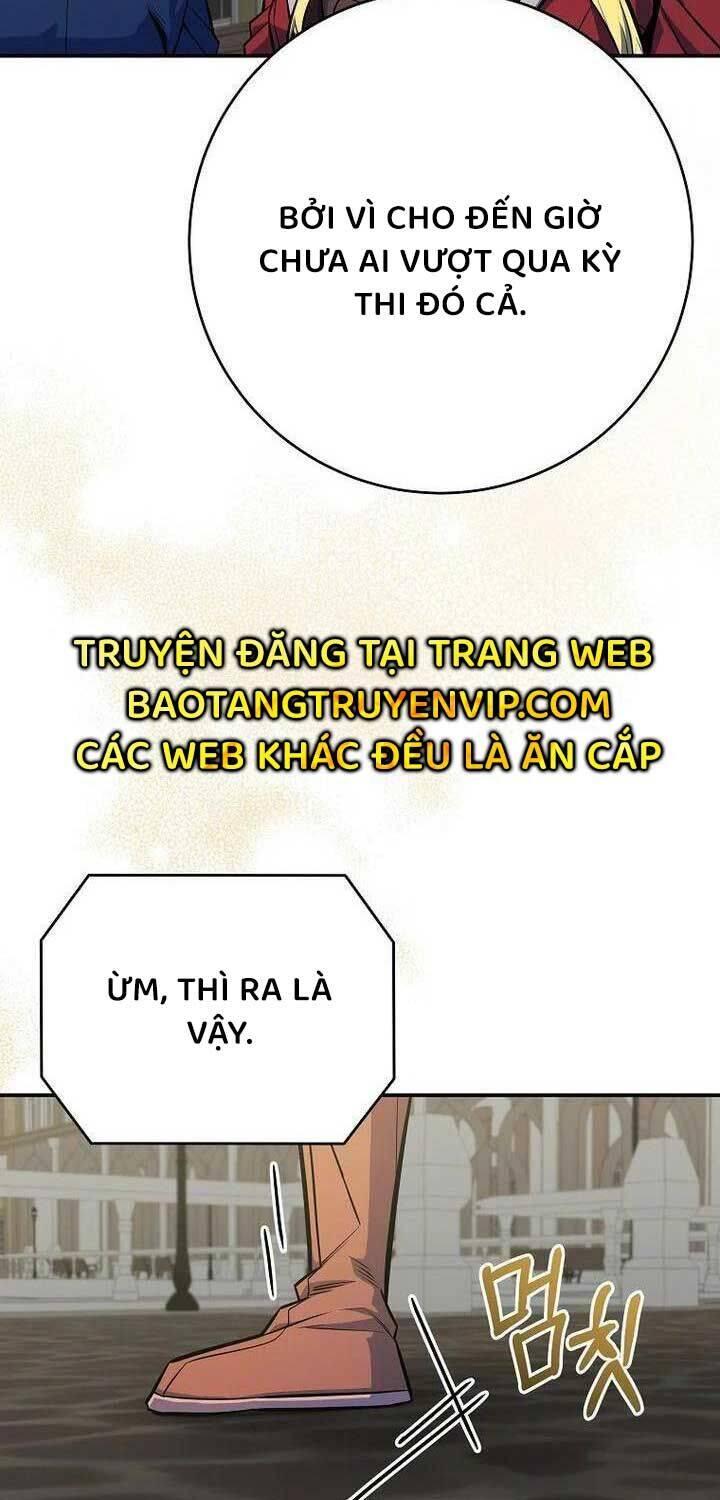 BỞI VÌ CHO ĐẾN GIỜ
CHƯA AI VƯỢT QUA KỲ
THI ĐÓ CẢ.
TRUYỆN ĐĂNG TẠI TRANG WEB
BAOTANGTRUYENVIP.COM
CÁC WEB KHÁC ĐỀU LÀ ĂN CẮP
ỪM, THÌ RA LÀ
VẬY.
멈칫